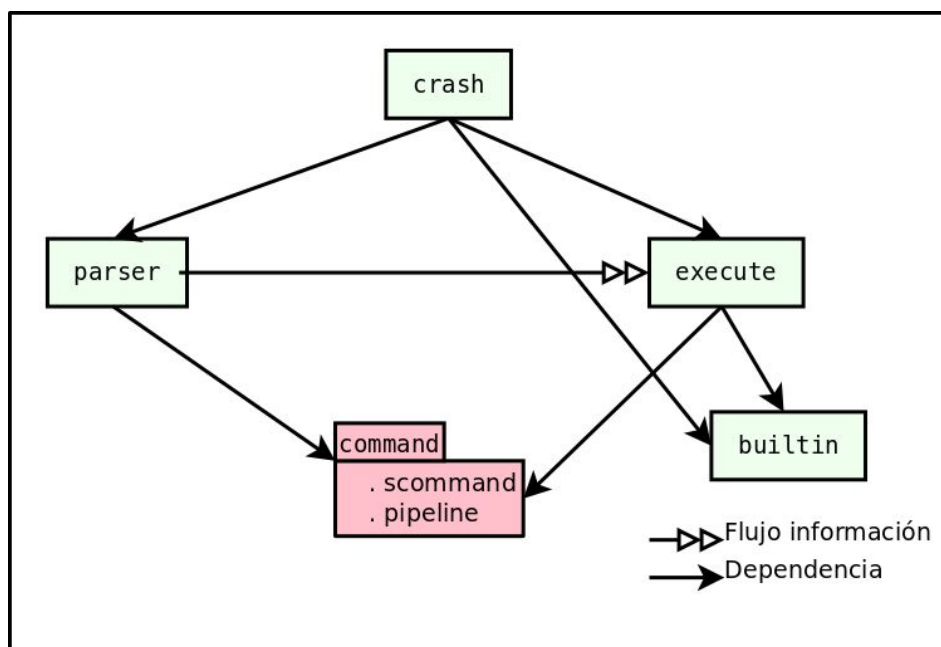 crash
parser
execute
command
. scommand
. pipeline
builtin
Flujo información
Dependencia